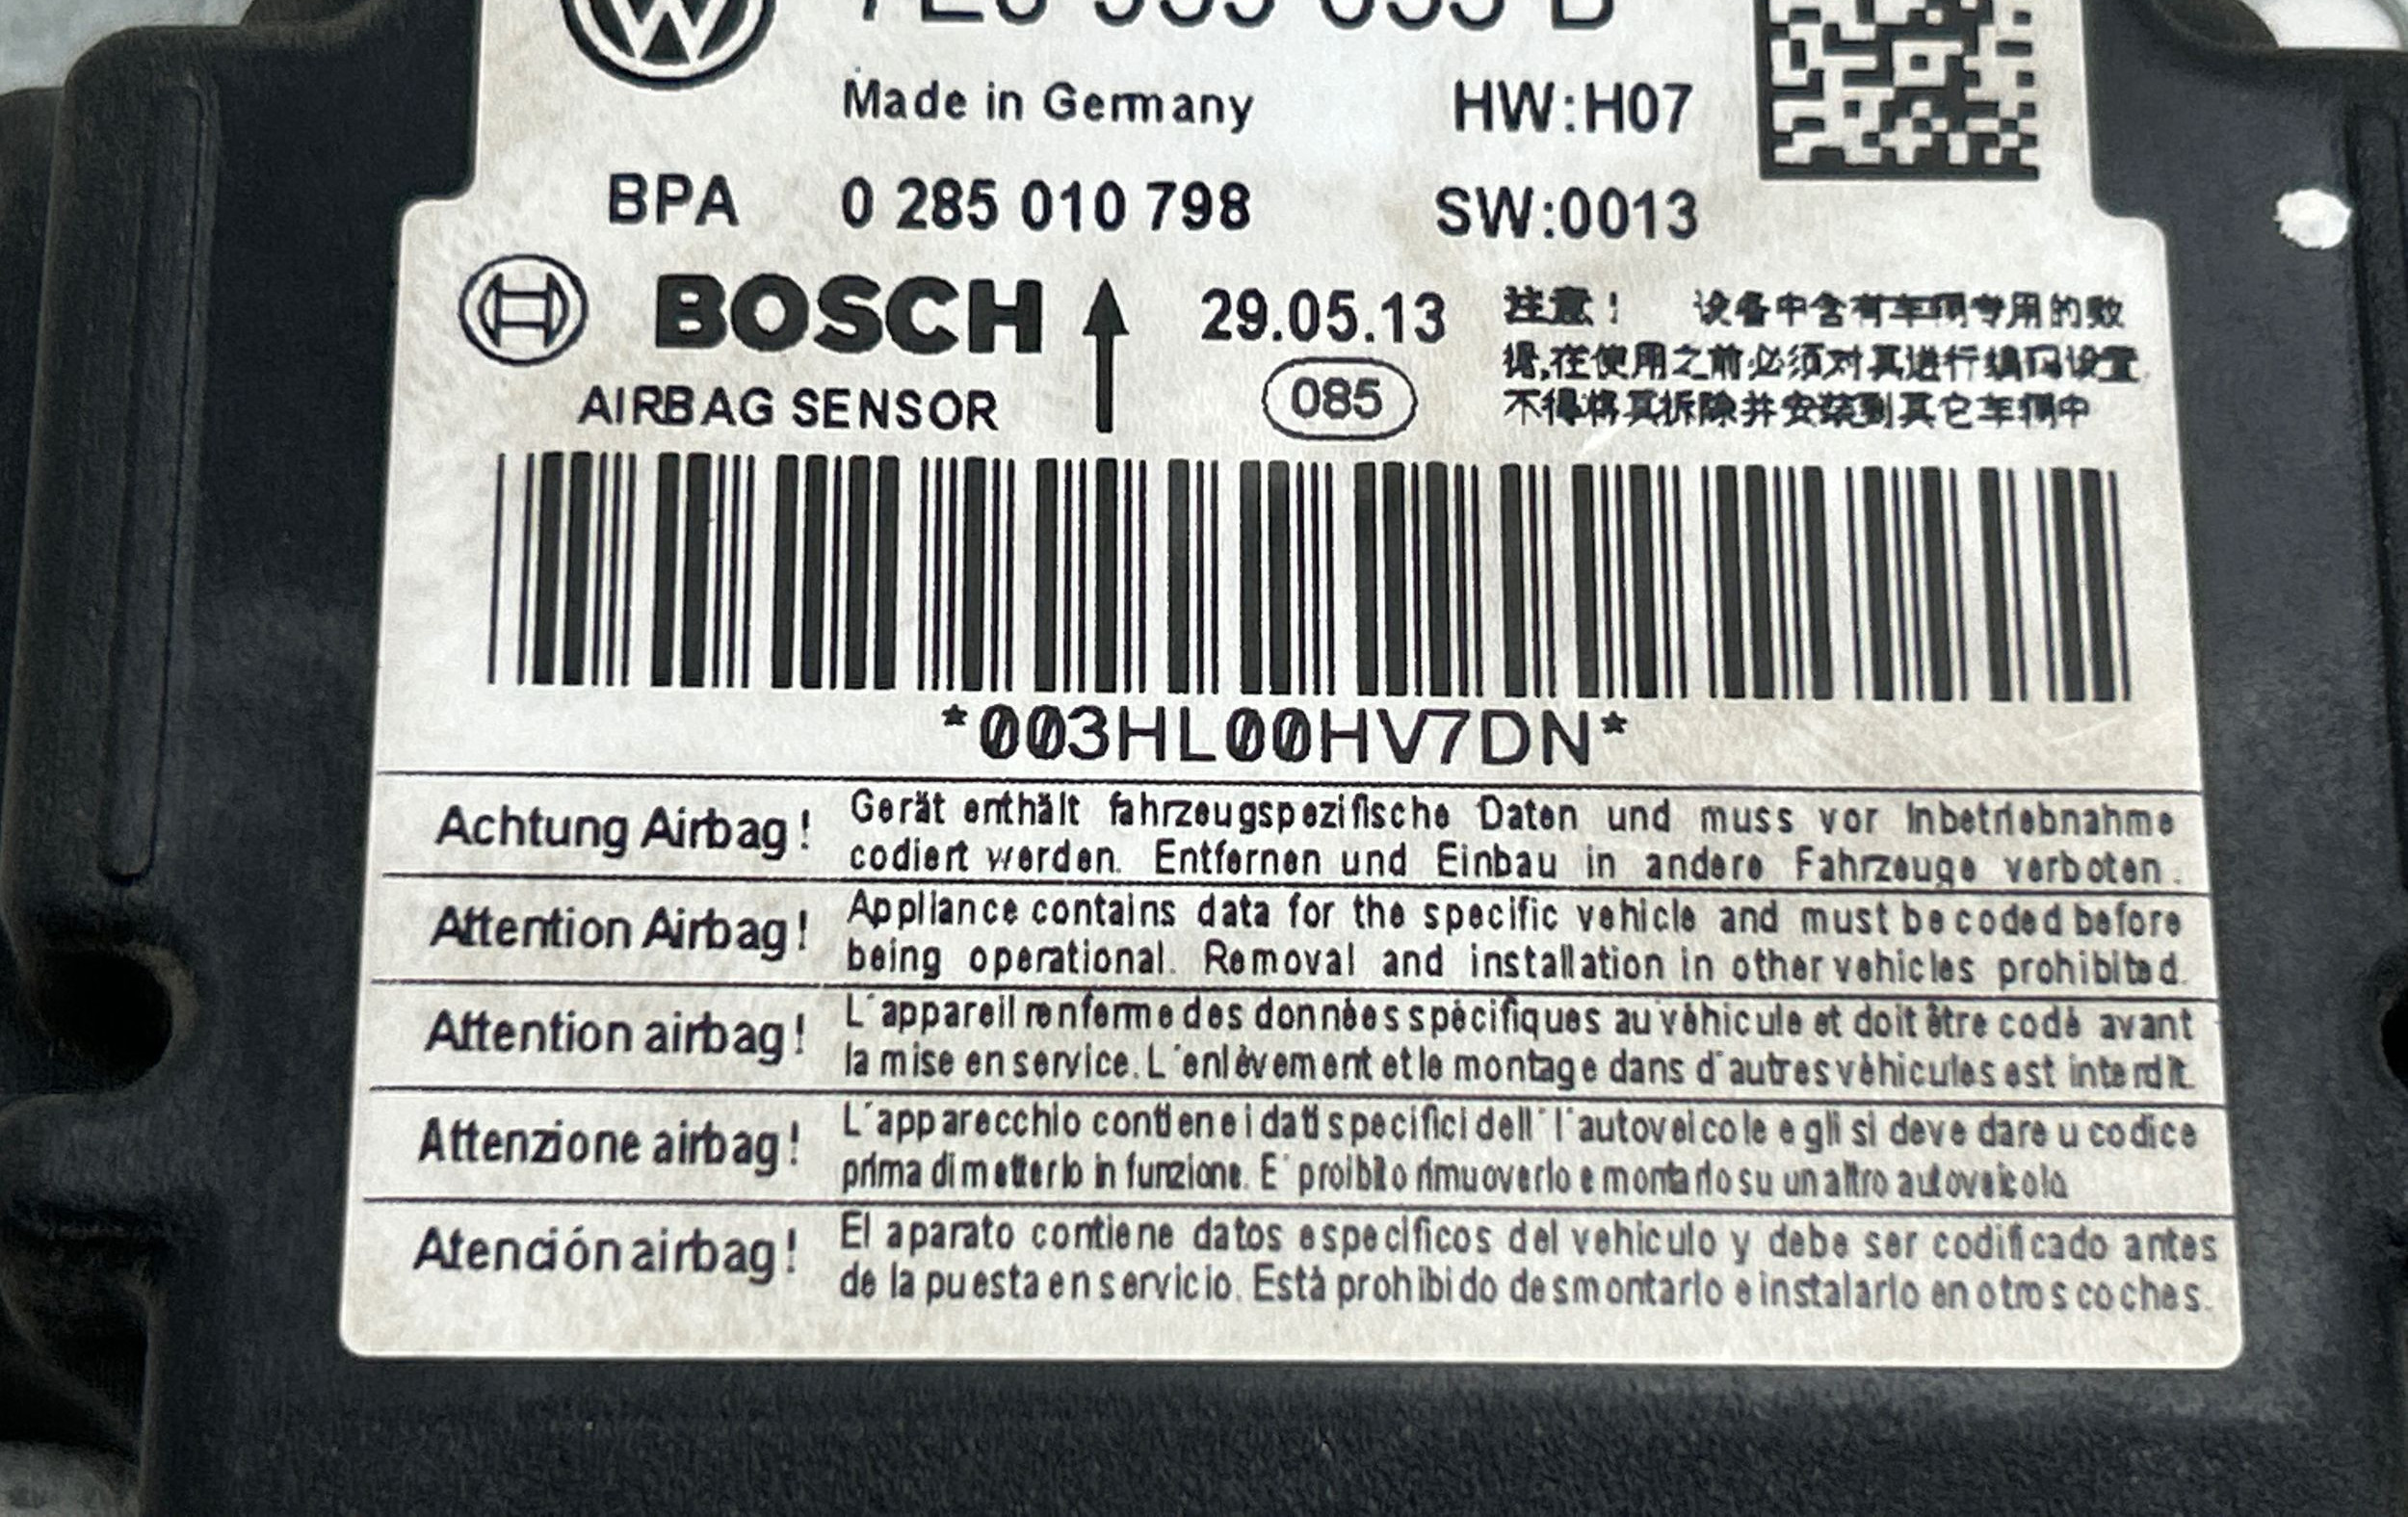 Made in Germany HW:H07
BPA 0 285 010 798 SW:0013
BOSCH 29.05.13 注意! 设备中含有车辆专用的数
085 据,在使用之前必须对其进行编码设置
AIRBAG SENSOR 不得将其拆除并安装到其它车辆中
*003HL00HV7DN*
Achtung Airbag! Gerät enthält fahrzeugspezifische Daten und muss vor Inbetriebnahme
codiert werden. Entfernen und Einbau in andere Fahrzeuge verboten.
Attention Airbag! Appliance contains data for the specific vehicle and must be coded before
being operational. Removal and installation in other vehicles prohibited.
Attention airbag! L´appareil renferme des donnèes spècifiques au vèhicule et doit être codè avant
la mise en service. L´enlèvement et le montage dans d´autres vèhicules est interdit.
Attenzione airbag! L´apparecchio contiene i dati specifici dell´ l´autoveicolo e gli si deve dare u codice
prima di metterlo in funzione. E´ proibito rimuoverlo e montarlo su un altro autoveicolo
Atención airbag! El aparato contiene datos especificos del vehiculo y debe ser codificado antes
de la puesta en servicio. Està prohibido desmontarlo e instalarlo en otros coches.